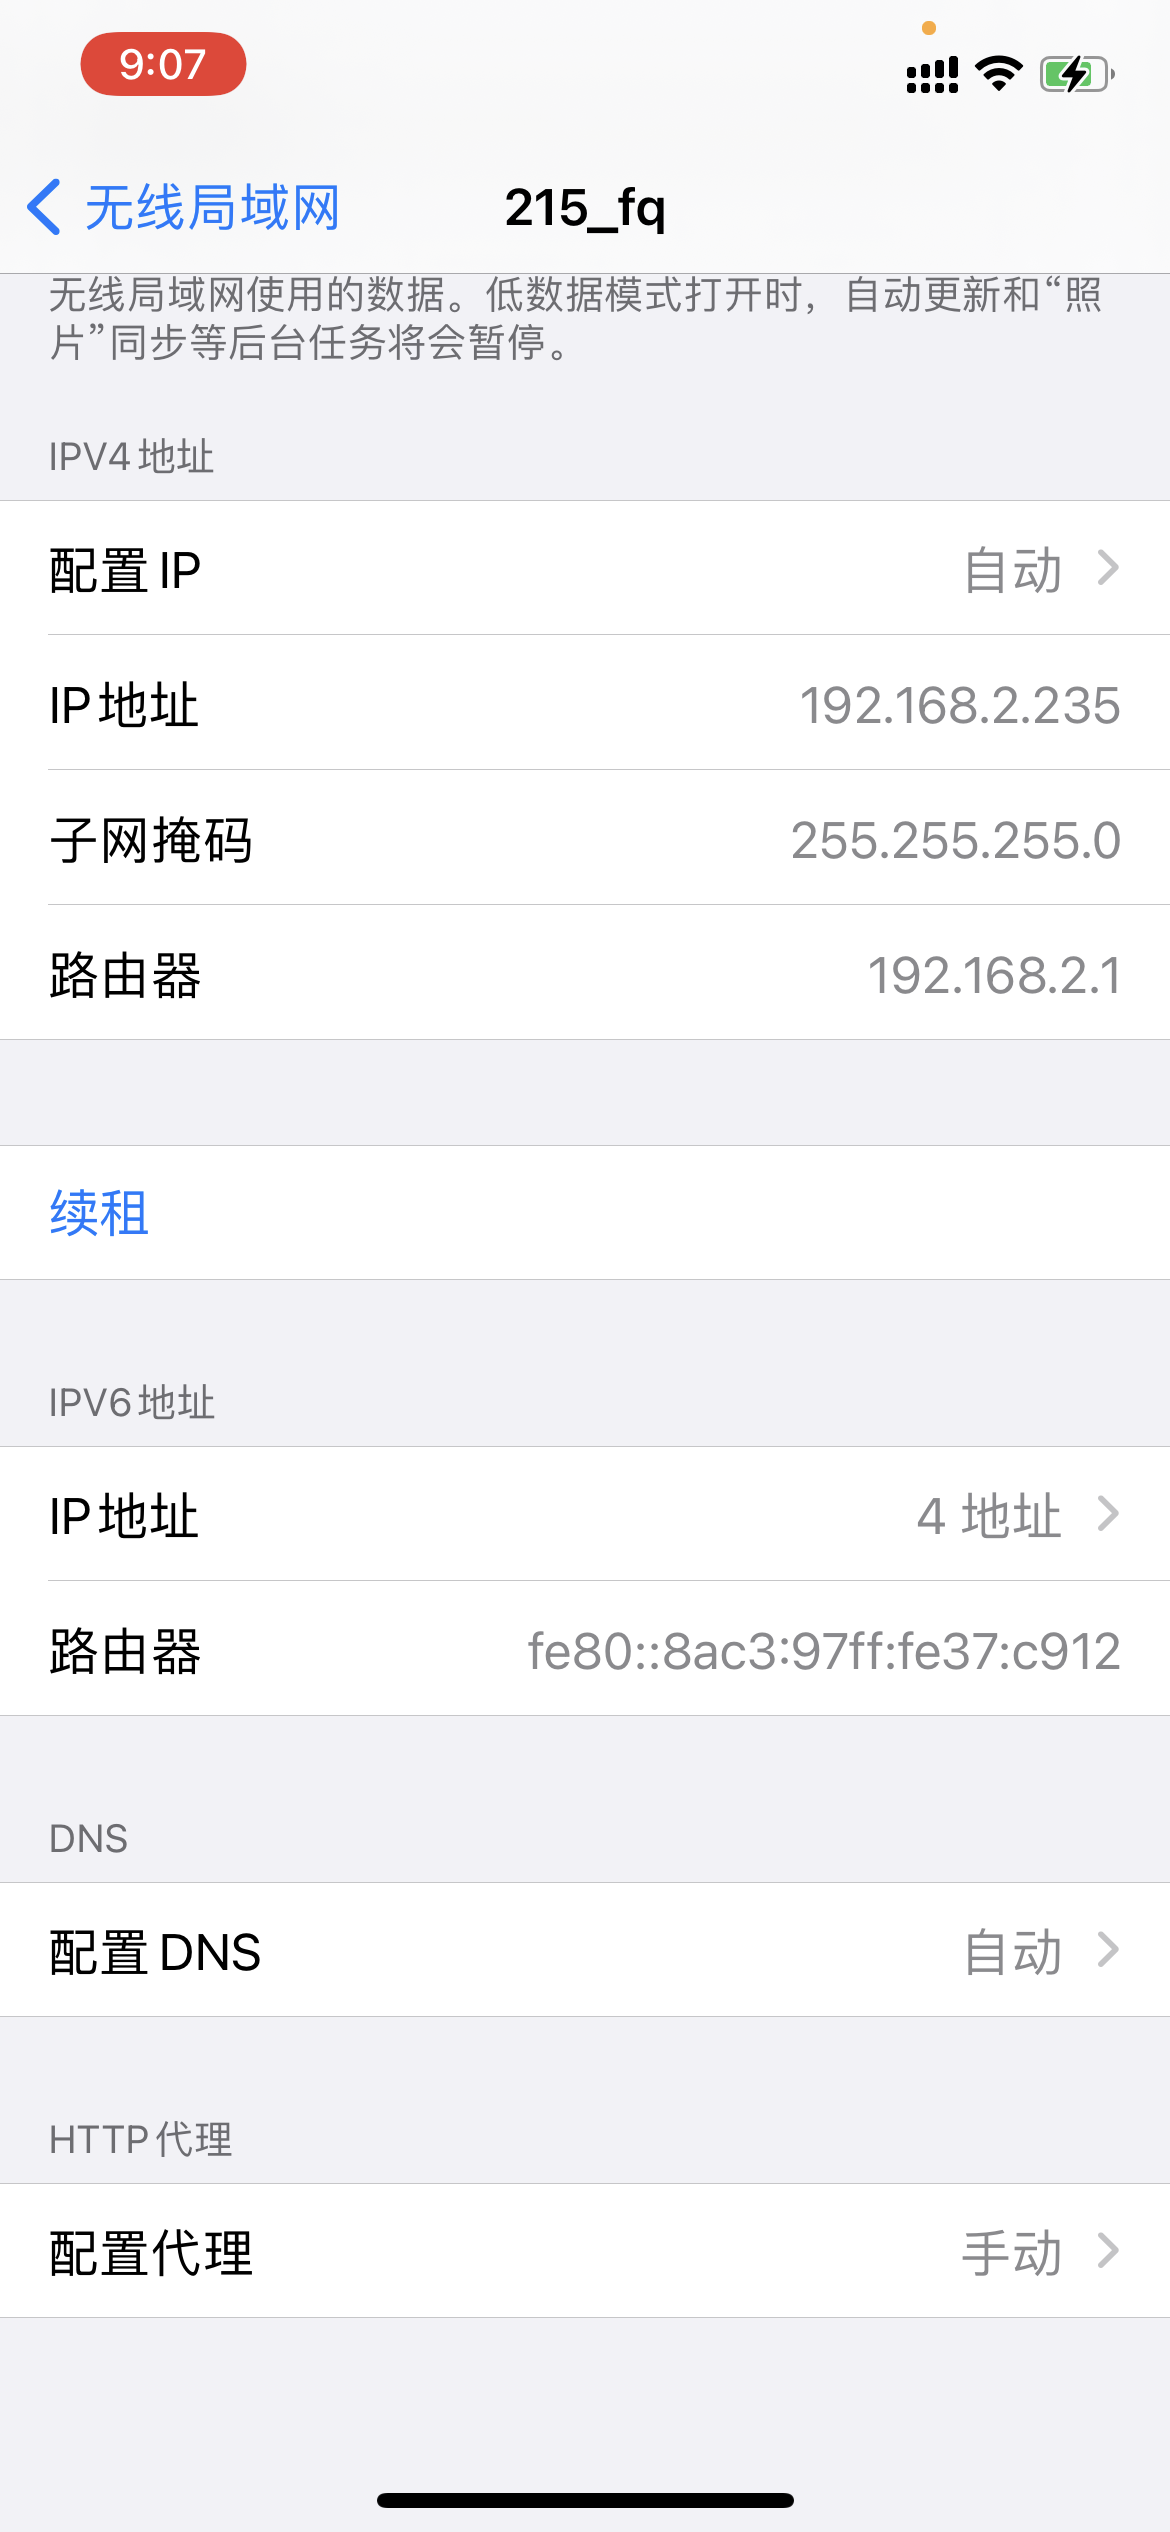 9:07
无线局域网
215_fq
无线局域网使用的数据。低数据模式打开时，自动更新和“照
片”同步等后台任务将会暂停。
IPV4 地址
配置 IP 自动
IP 地址 192.168.2.235
子网掩码 255.255.255.0
路由器 192.168.2.1
续租
IPV6 地址
IP 地址 4 地址
路由器 fe80::8ac3:97ff:fe37:c912
DNS
配置 DNS 自动
HTTP 代理
配置代理 手动